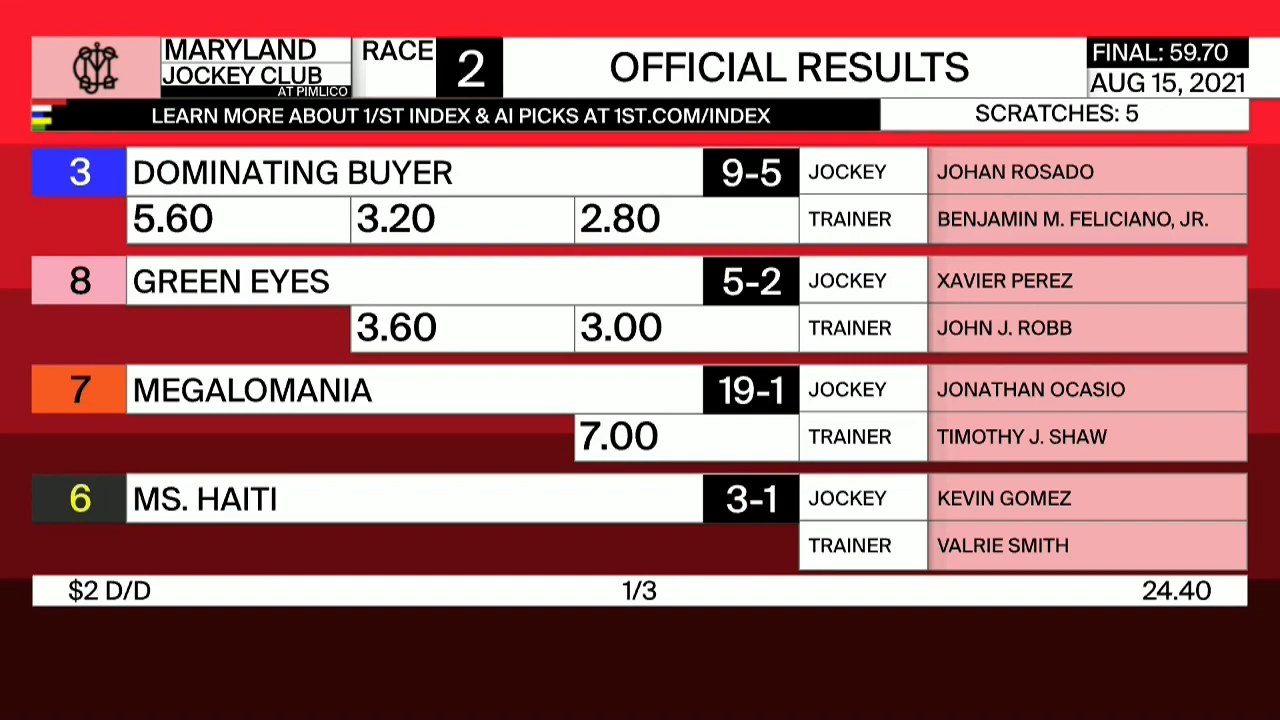 MARYLAND
JOCKEY CLUB
AT PIMLICO
RACE 2
OFFICIAL RESULTS
FINAL: 59.70
AUG 15, 2021
LEARN MORE ABOUT 1/ST INDEX & AI PICKS AT 1ST.COM/INDEX
SCRATCHES: 5
3 DOMINATING BUYER 9-5 JOCKEY JOHAN ROSADO
5.60 3.20 2.80 TRAINER BENJAMIN M. FELICIANO, JR.
8 GREEN EYES 5-2 JOCKEY XAVIER PEREZ
3.60 3.00 TRAINER JOHN J. ROBB
7 MEGALOMANIA 19-1 JOCKEY JONATHAN OCASIO
7.00 TRAINER TIMOTHY J. SHAW
6 MS. HAITI 3-1 JOCKEY KEVIN GOMEZ
TRAINER VALRIE SMITH
$2 D/D 1/3 24.40